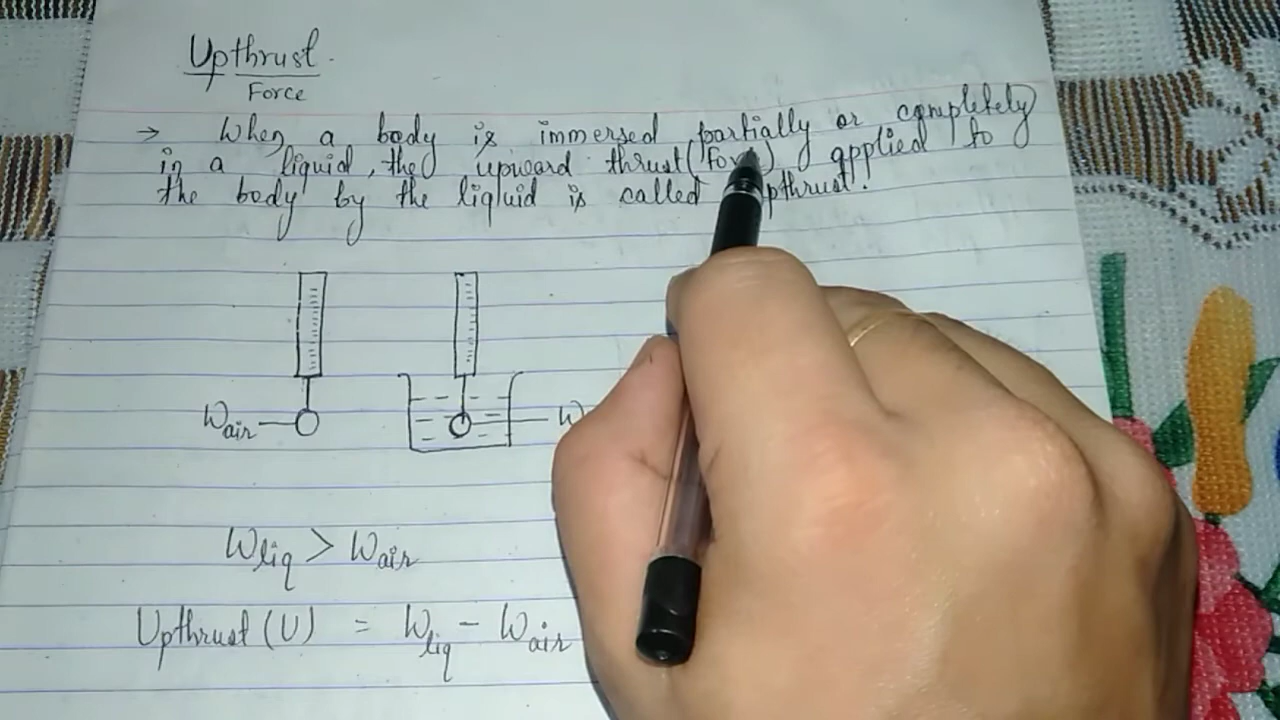 Upthrust
Force
→ When a body is immersed partially or completely
in a liquid, the upward thrust applied to
the body by the liquid is called
Wair
W
Wliq > Wair
Upthrust (U) = Wliq - Wair